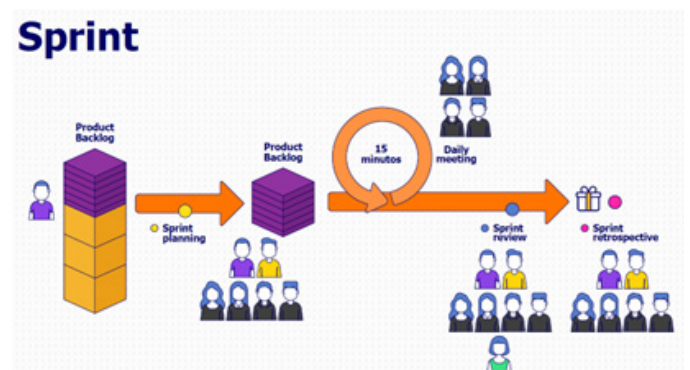 Sprint
Product
Backlog
Sprint
planning
Product
Backlog
15
minutos
Daily
meeting
Sprint
review
Sprint
retrospective